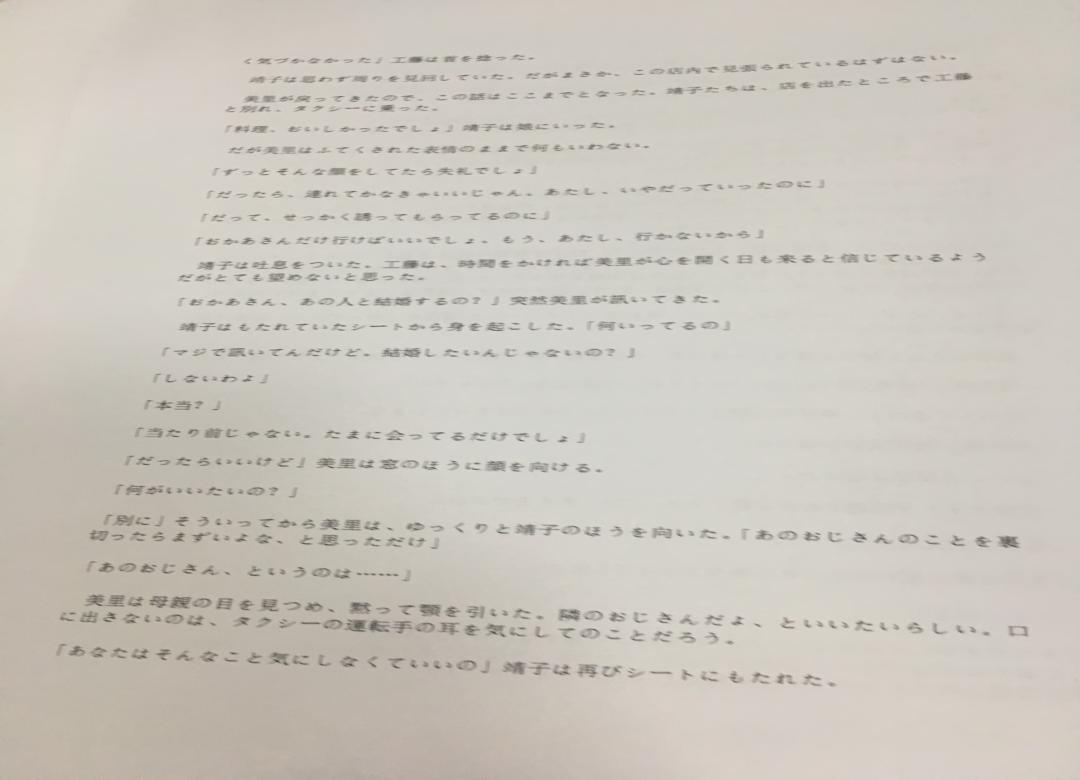 く気づかなかった」工藤は首を捻った。
靖子は思わず周りを見回していた。だがまさか、この店内で見張られているはずはない。
美里が戻ってきたので、この話はここまでとなった。靖子たちは、店を出たところで工藤
と別れ、タクシーに乗った。
「料理、おいしかったでしょ」靖子は娘にいった。
だが美里はふてくされた表情のままで何もいわない。
「ずっとそんな顔をしてたら失礼でしょ」
「だったら、連れてかなきゃいいじゃん。あたし、いやだっていったのに」
「だって、せっかく誘ってもらってるのに」
「おかあさんだけ行けばいいでしょ。もう、あたし、行かないから」
靖子は吐息をついた。工藤は、時間をかければ美里が心を開く日も来ると信じているよう
だがとても望めないと思った。
「おかあさん、あの人と結婚するの？」突然美里が訊いてきた。
靖子はもたれていたシートから身を起こした。「何いってるの」
「マジで訊いてんだけど。結婚したいんじゃないの？」
「しないわよ」
「本当？」
「当たり前じゃない。たまに会ってるだけでしょ」
「だったらいいけど」美里は窓のほうに顔を向ける。
「何がいいたいの？」
「別に」そういってから美里は、ゆっくりと靖子のほうを向いた。「あのおじさんのことを裏
切ったらまずいよな、と思っただけ」
「あのおじさん、というのは……」
美里は母親の目を見つめ、黙って顎を引いた。隣のおじさんだよ、といいたいらしい。口
に出さないのは、タクシーの運転手の耳を気にしてのことだろう。
「あなたはそんなこと気にしなくていいの」靖子は再びシートにもたれた。